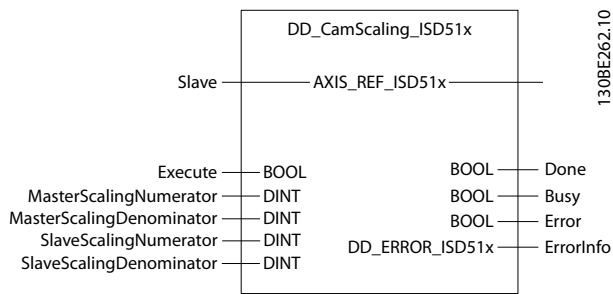 DD_CamScaling_ISD51x
130BE262.10
Slave AXIS_REF_ISD51x
Execute BOOL BOOL Done
MasterScalingNumerator DINT BOOL Busy
MasterScalingDenominator DINT BOOL Error
SlaveScalingNumerator DINT DD_ERROR_ISD51x ErrorInfo
SlaveScalingDenominator DINT